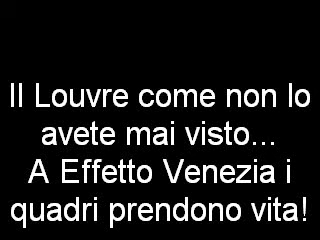 Il Louvre come non lo
avete mai visto...
A Effetto Venezia i
quadri prendono vita!